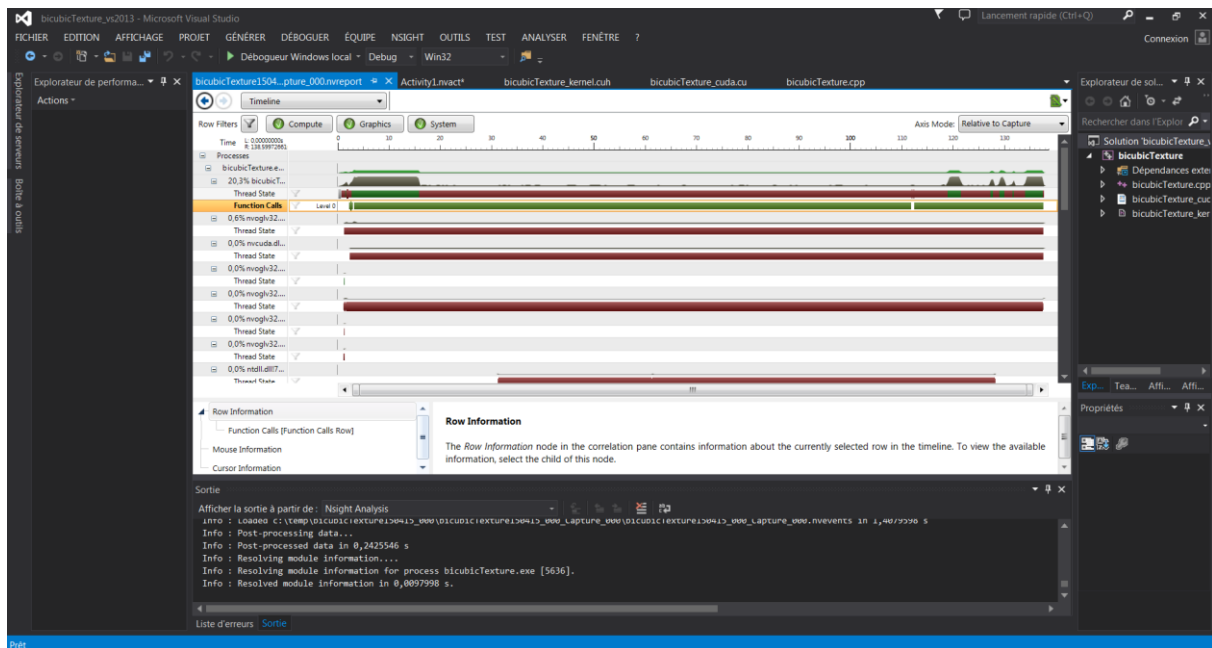 bicubicTexture_vs2013 - Microsoft Visual Studio
Lancement rapide (Ctrl+Q)
FICHIER EDITION AFFICHAGE PROJET GÉNÉRER DÉBOGUER ÉQUIPE NSIGHT OUTILS TEST ANALYSER FENÊTRE ?
Connexion
Débogueur Windows local Debug Win32
Explorateur de serveurs
Boîte à outils
Explorateur de performa...
Actions
bicubicTexture1504...pture_000.nvreport
Activity1.nvact*
bicubicTexture_kernel.cuh
bicubicTexture_cuda.cu
bicubicTexture.cpp
Timeline
Row Filters Compute Graphics System
Axis Mode: Relative to Capture
Time
0 10 20 30 40 50 60 70 80 90 100 110 120 130
Processes
bicubicTexture.e...
20,3% bicubicT...
Thread State
Function Calls Level 0
0,6% nvoglv32....
Thread State
0,0% nvcuda.dl...
Thread State
0,0% nvoglv32....
Thread State
0,0% nvoglv32....
Thread State
0,0% nvoglv32....
Thread State
0,0% nvoglv32....
Thread State
0,0% ntdll.dll!7...
Thread State
Row Information
Function Calls [Function Calls Row]
Mouse Information
Cursor Information
Row Information
The Row Information node in the correlation pane contains information about the currently selected row in the timeline. To view the available
information, select the child of this node.
Sortie
Afficher la sortie à partir de : Nsight Analysis
Info : Loaded c:\temp\bicubicTexture150415_000\bicubicTexture150415_000_Capture_000\bicubicTexture150415_000_Capture_000.nvevents in 1,4079598 s
Info : Post-processing data...
Info : Post-processed data in 0,2425546 s
Info : Resolving module information....
Info : Resolving module information for process bicubicTexture.exe [5636].
Info : Resolved module information in 0,0097998 s.
Liste d'erreurs Sortie
Prêt
Explorateur de sol...
Rechercher dans l'Explor
Solution 'bicubicTexture_v
bicubicTexture
Dépendances exter
bicubicTexture.cpp
bicubicTexture_cuc
bicubicTexture_ker
Exp... Tea... Affi... Affi...
Propriétés